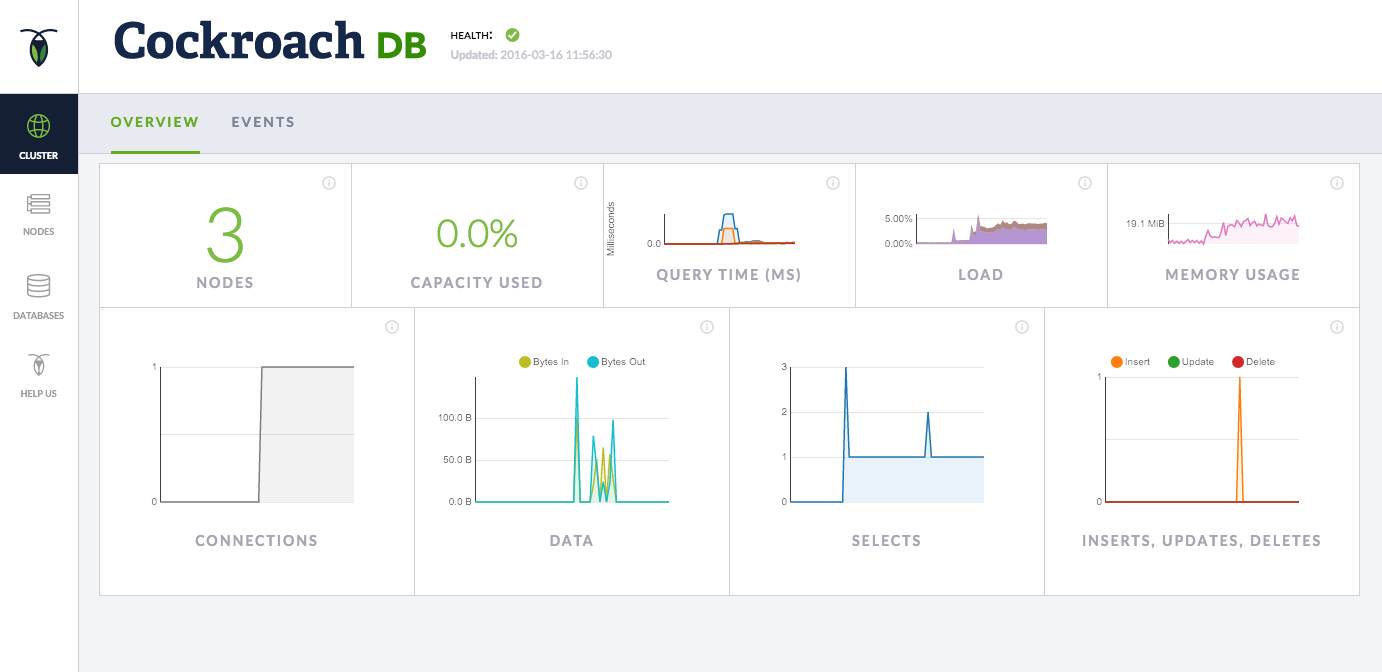 Cockroach DB
HEALTH:
Updated: 2016-03-16 11:56:30
CLUSTER
NODES
DATABASES
HELP US
OVERVIEW EVENTS
3
NODES
0.0%
CAPACITY USED
Milliseconds
0.0
QUERY TIME (MS)
5.00%
0.00%
LOAD
19.1 MiB
MEMORY USAGE
1
0
CONNECTIONS
Bytes In Bytes Out
100.0 B
50.0 B
0.0 B
DATA
3
2
1
0
SELECTS
Insert Update Delete
1
0
INSERTS, UPDATES, DELETES